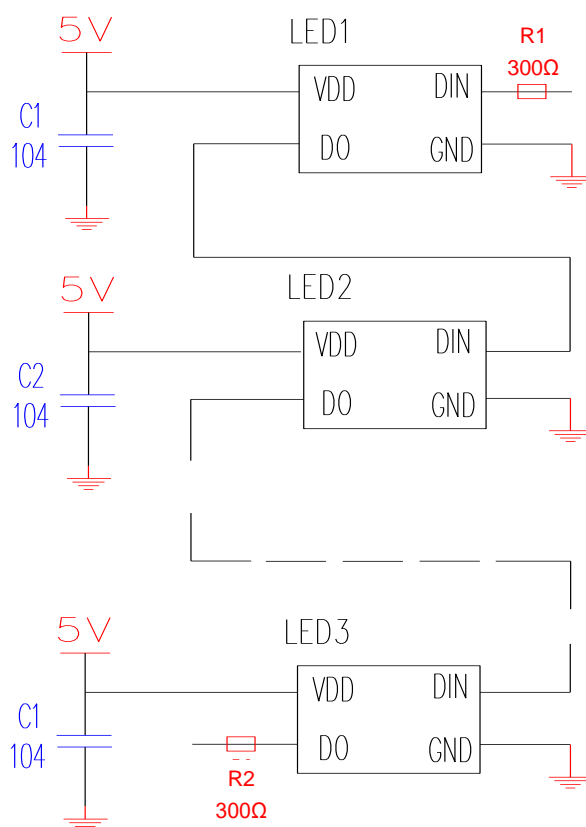 5V
LED1
R1
300Ω
VDD
DIN
C1
104
DO
GND
5V
LED2
VDD
DIN
C2
104
DO
GND
5V
LED3
VDD
DIN
C1
104
DO
GND
R2
300Ω